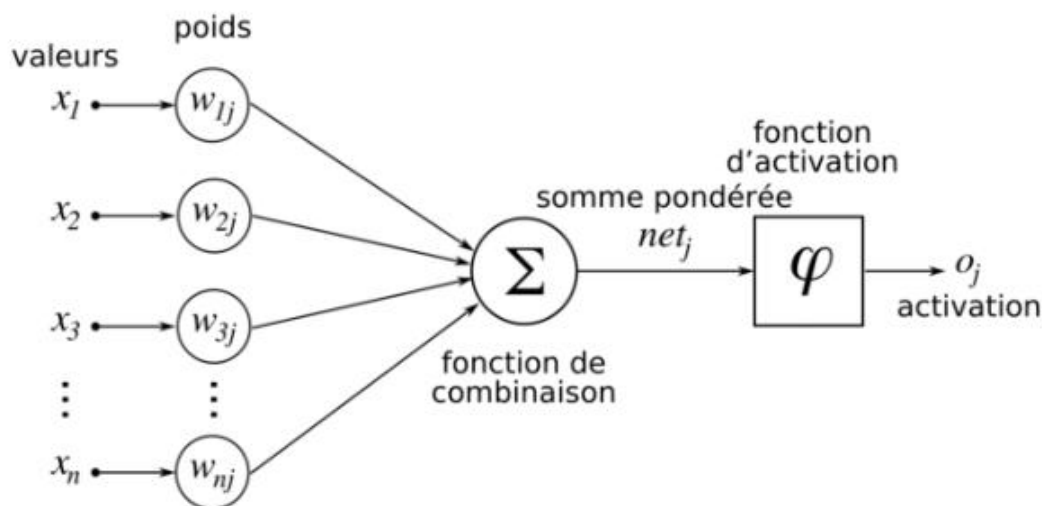 valeurs
poids
x1
w1j
x2
w2j
x3
w3j
⋮
⋮
xn
wnj
Σ
fonction de
combinaison
somme pondérée
netj
fonction
d'activation
φ
oj
activation